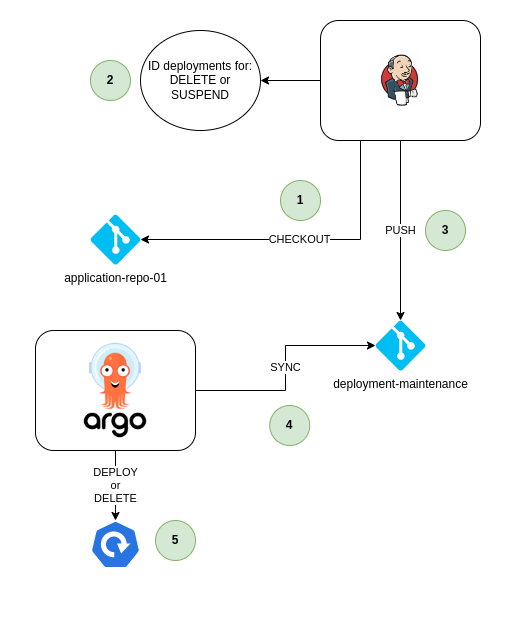 2
ID deployments for:
DELETE or
SUSPEND
1
CHECKOUT
PUSH
3
application-repo-01
argo
SYNC
deployment-maintenance
4
DEPLOY
or
DELETE
5